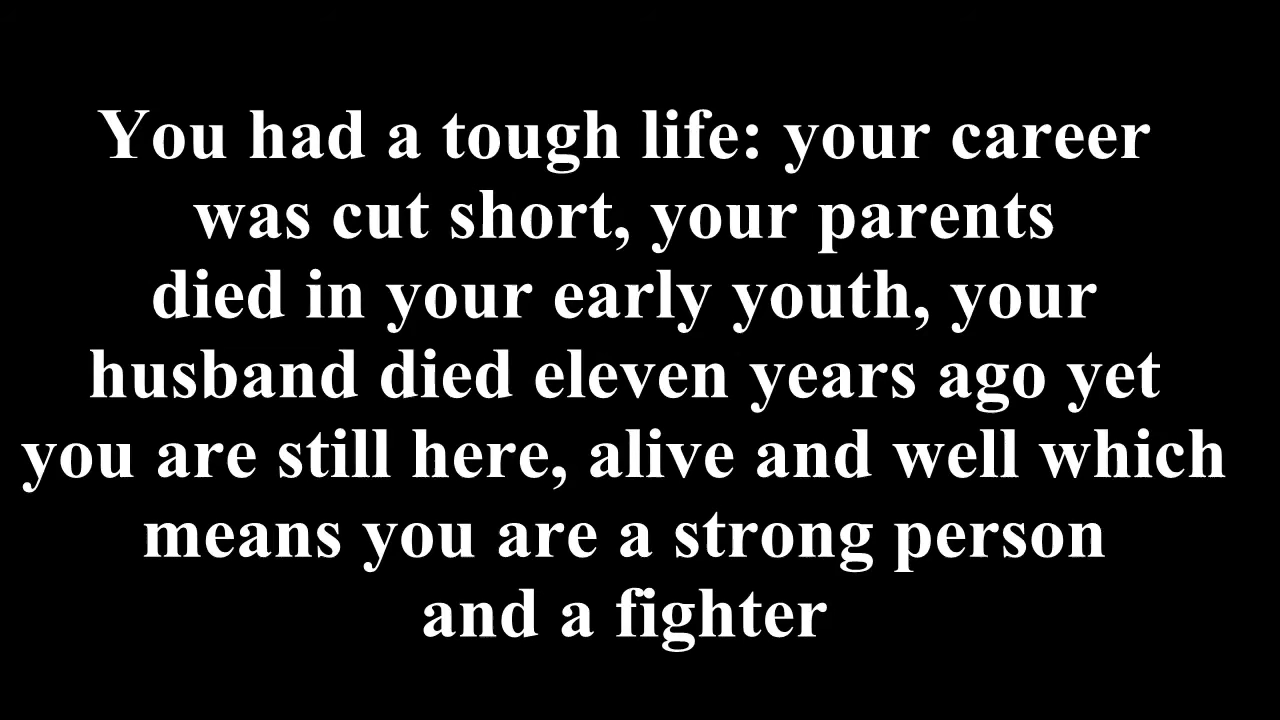 You had a tough life: your career
was cut short, your parents
died in your early youth, your
husband died eleven years ago yet
you are still here, alive and well which
means you are a strong person
and a fighter